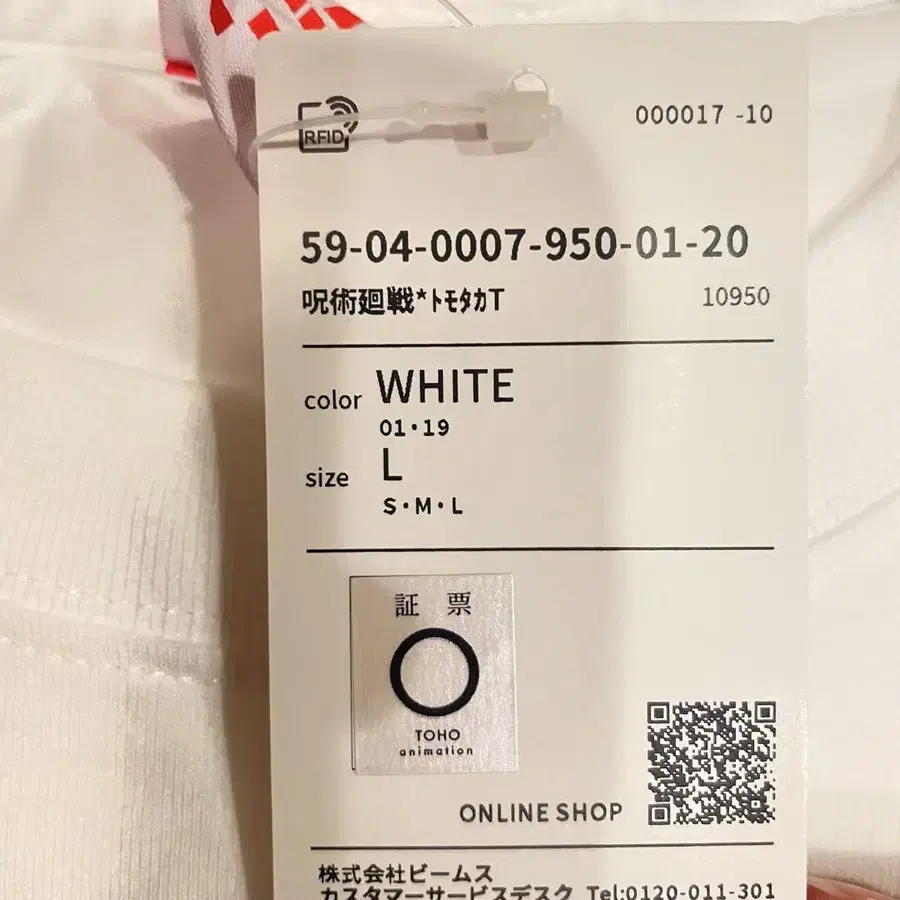 RFID
000017 -10
59-04-0007-950-01-20
呪術廻戦*ﾄﾓﾀｶT
10950
color WHITE
01・19
size L
S・M・L
証 票
TOHO
animation
ONLINE SHOP
株式会社ビームス
カスタマーサービスデスク Tel:0120-011-301